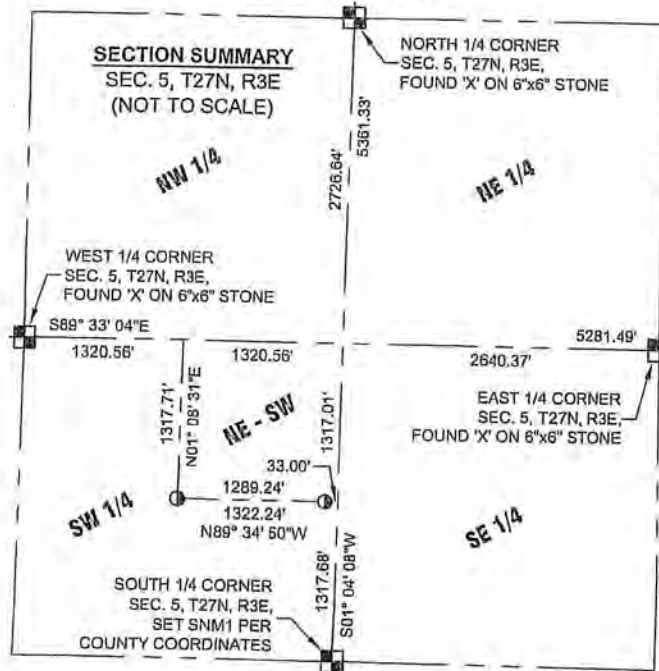 SECTION SUMMARY
SEC. 5, T27N, R3E
(NOT TO SCALE)
NORTH 1/4 CORNER
SEC. 5, T27N, R3E,
FOUND 'X' ON 6"x6" STONE
5361.33'
2726.64'
NW 1/4
NE 1/4
WEST 1/4 CORNER
SEC. 5, T27N, R3E,
FOUND 'X' ON 6"x6" STONE
S89° 33' 04"E
1320.56'
1320.56'
2640.37'
5281.49'
EAST 1/4 CORNER
SEC. 5, T27N, R3E,
FOUND 'X' ON 6"x6" STONE
1317.71'
N01° 08' 31"E
NE - SW
1317.01'
33.00'
1289.24'
1322.24'
N89° 34' 50"W
SW 1/4
SE 1/4
1317.68'
S01° 04' 08"W
SOUTH 1/4 CORNER
SEC. 5, T27N, R3E,
SET SNM1 PER
COUNTY COORDINATES